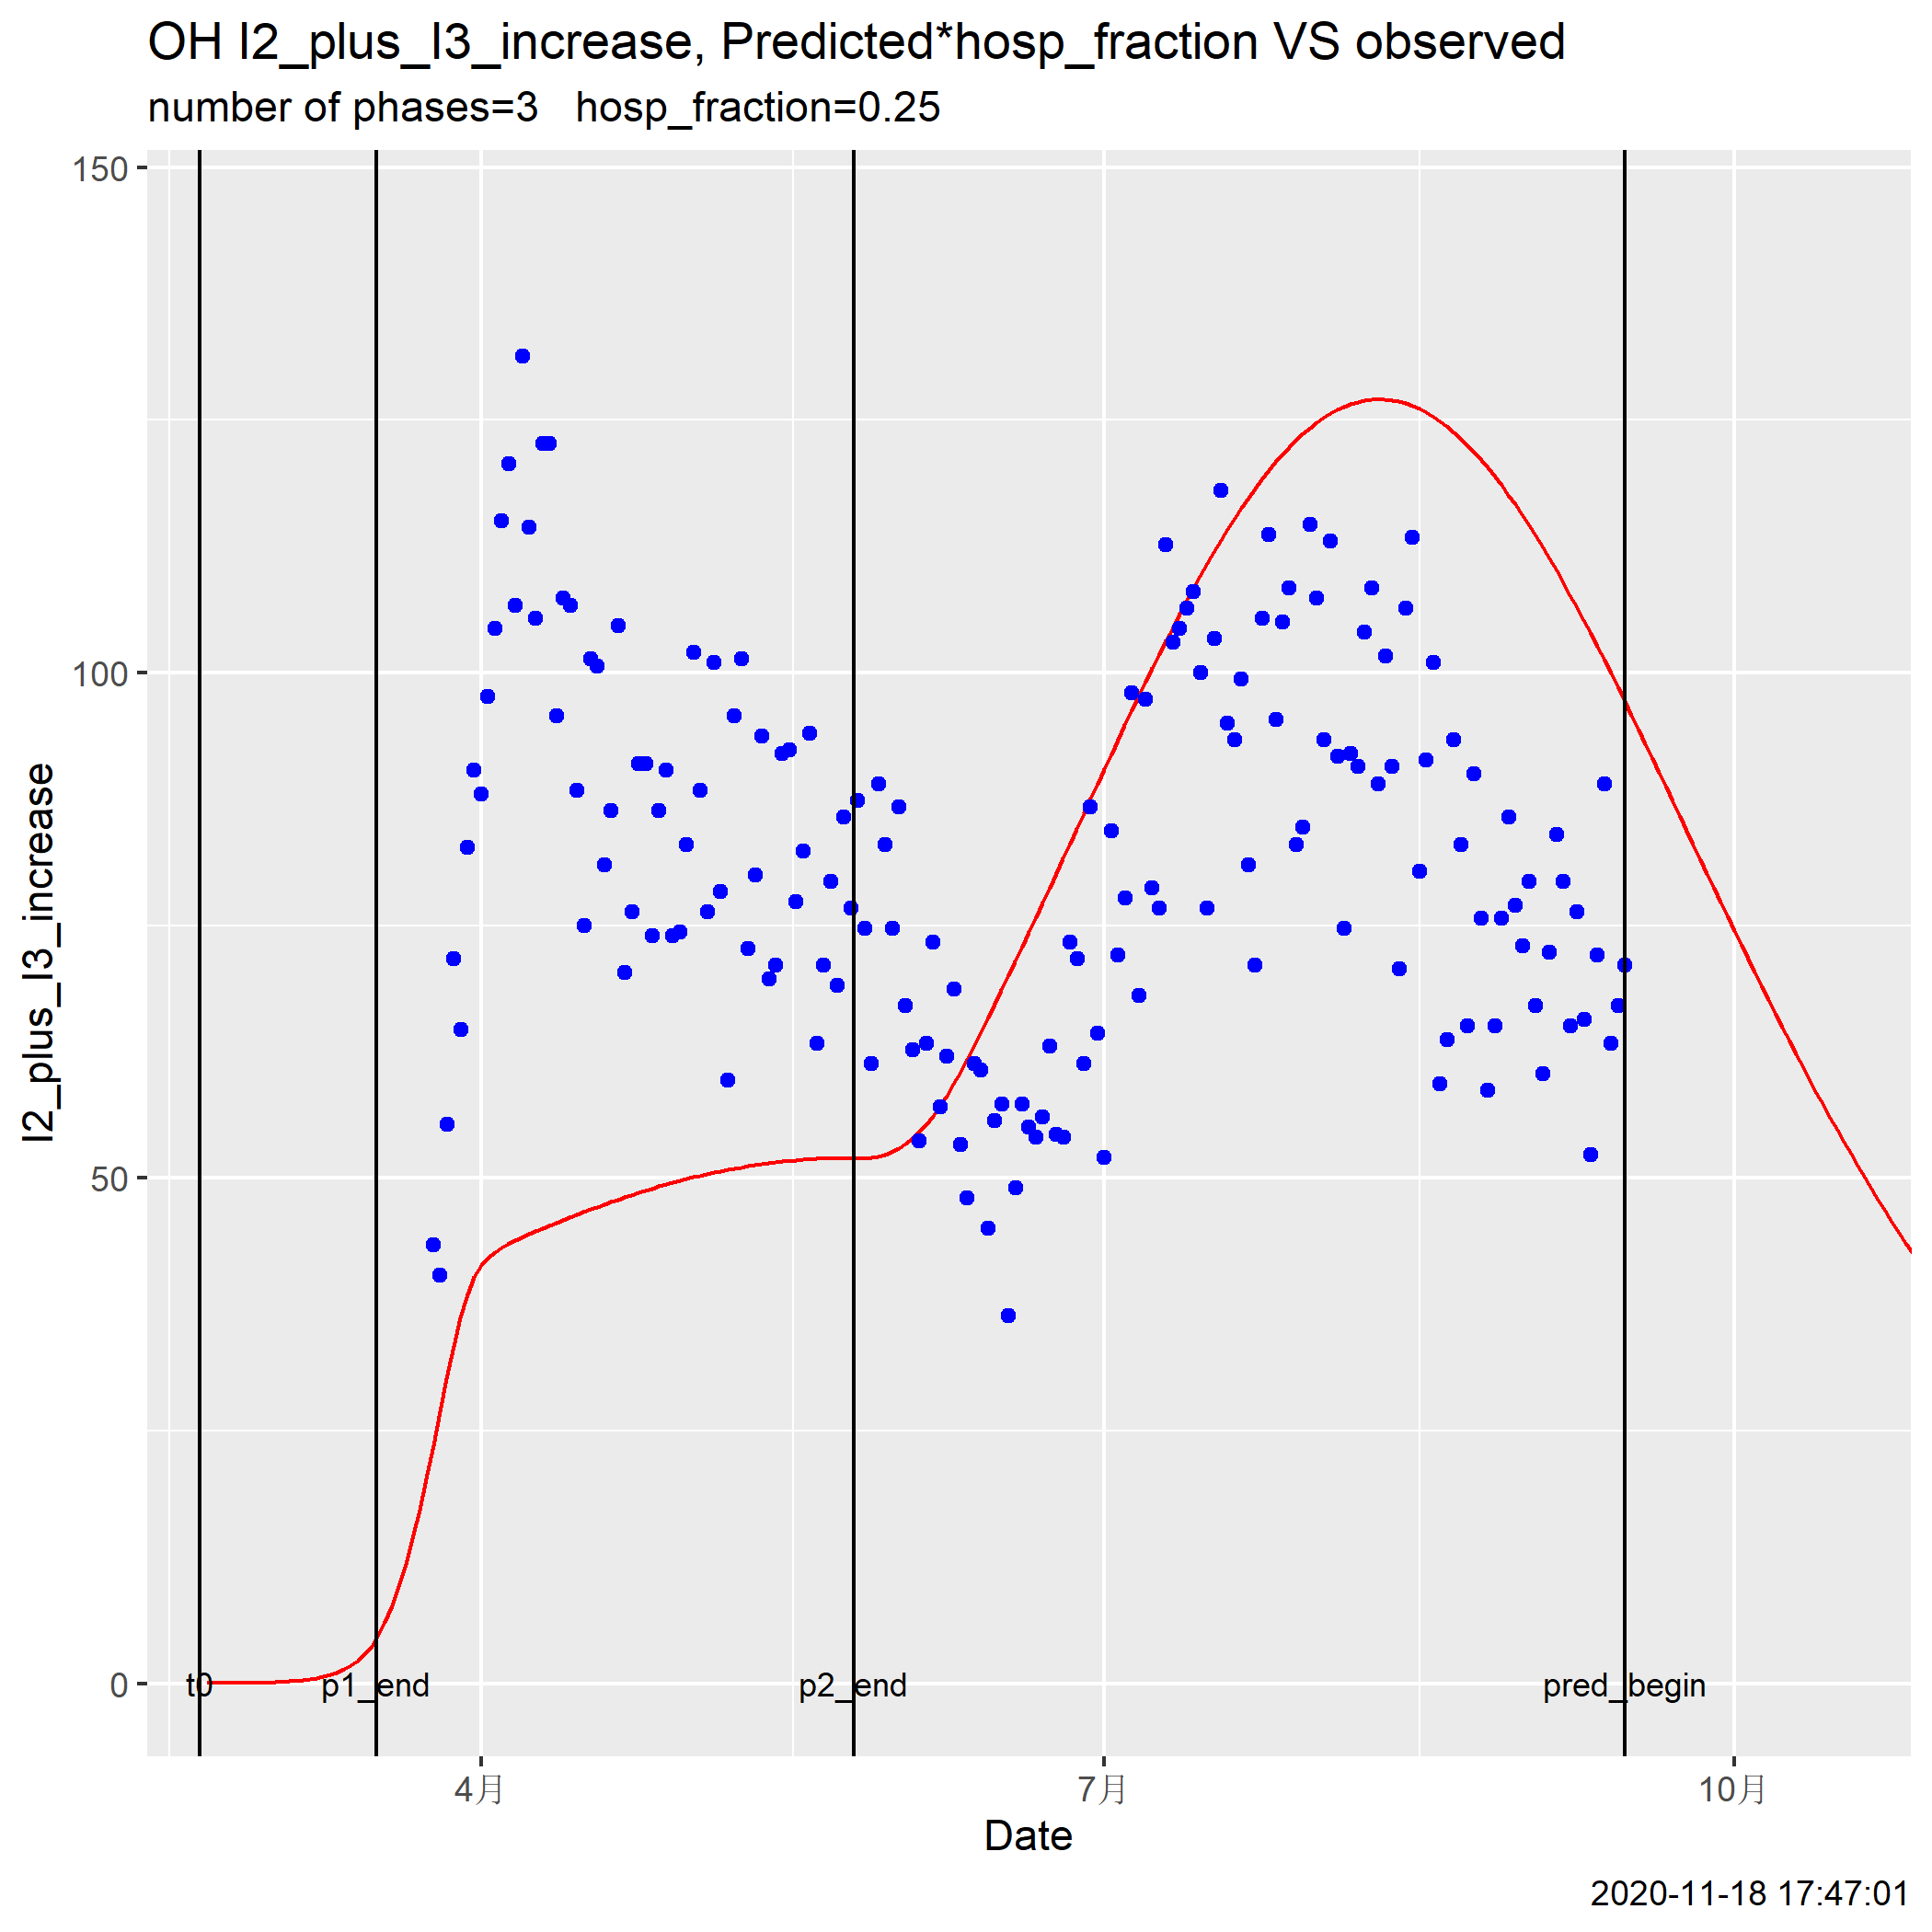 OH I2_plus_I3_increase, Predicted*hosp_fraction VS observed
number of phases=3   hosp_fraction=0.25
I2_plus_I3_increase
150
100
50
0
t0
p1_end
p2_end
pred_begin
4月
7月
10月
Date
2020-11-18 17:47:01